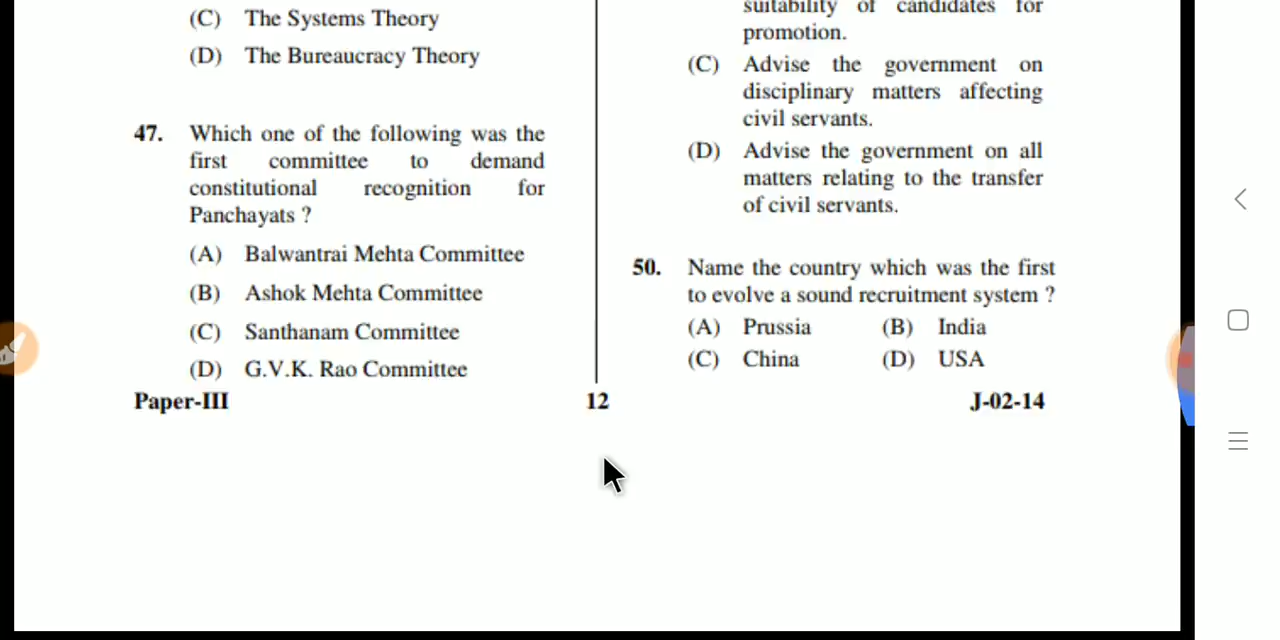 (C) The Systems Theory
(D) The Bureaucracy Theory
47. Which one of the following was the
first committee to demand
constitutional recognition for
Panchayats ?
(A) Balwantrai Mehta Committee
(B) Ashok Mehta Committee
(C) Santhanam Committee
(D) G.V.K. Rao Committee
suitability of candidates for
promotion.
(C) Advise the government on
disciplinary matters affecting
civil servants.
(D) Advise the government on all
matters relating to the transfer
of civil servants.
50. Name the country which was the first
to evolve a sound recruitment system ?
(A) Prussia (B) India
(C) China (D) USA
Paper-III 12 J-02-14